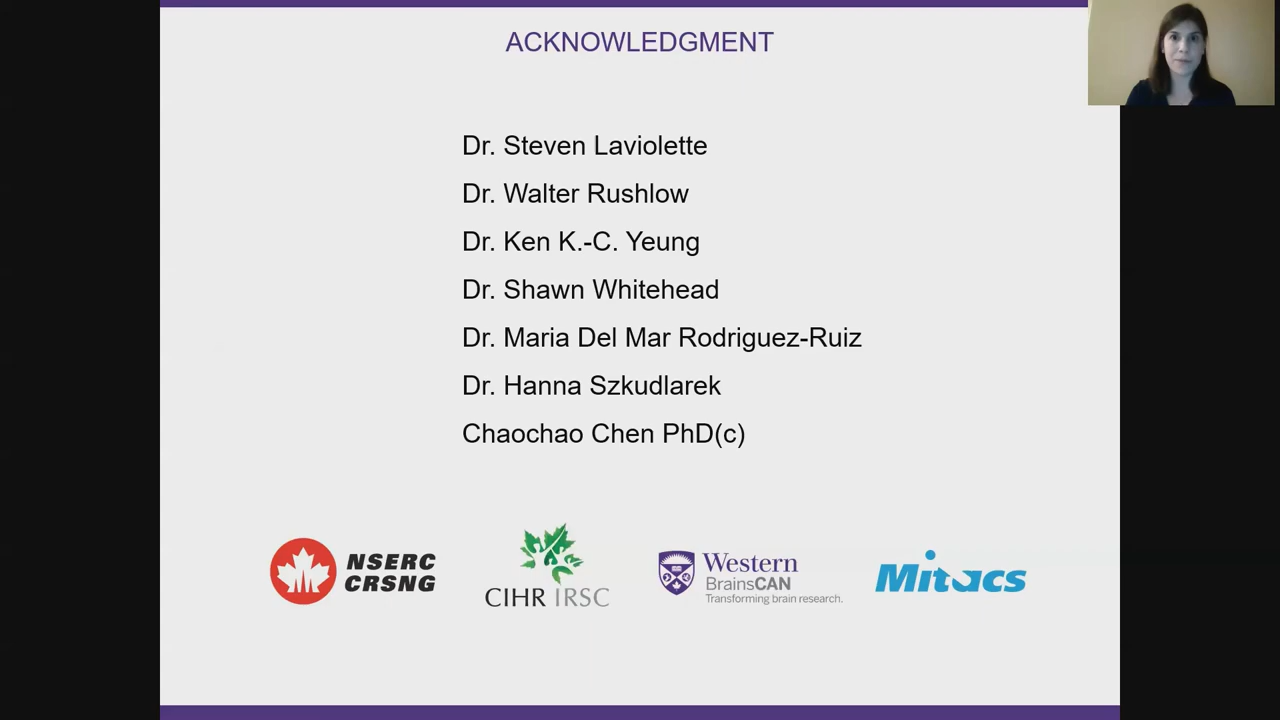 ACKNOWLEDGMENT
Dr. Steven Laviolette
Dr. Walter Rushlow
Dr. Ken K.-C. Yeung
Dr. Shawn Whitehead
Dr. Maria Del Mar Rodriguez-Ruiz
Dr. Hanna Szkudlarek
Chaochao Chen PhD(c)
NSERC
CRSNG
CIHR IRSC
Western
BrainsCAN
Transforming brain research.
Mitacs